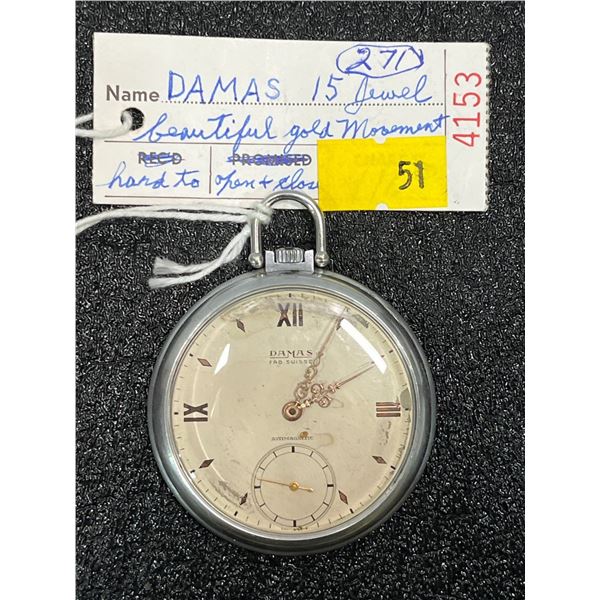 271
Name DAMAS 15 Jewel
beautiful gold Movement
REC'D PROMISED
hard to open + close
51
4153
XII
DAMAS
FAB. SUISSE
IX III
ANTIMAGNETIC